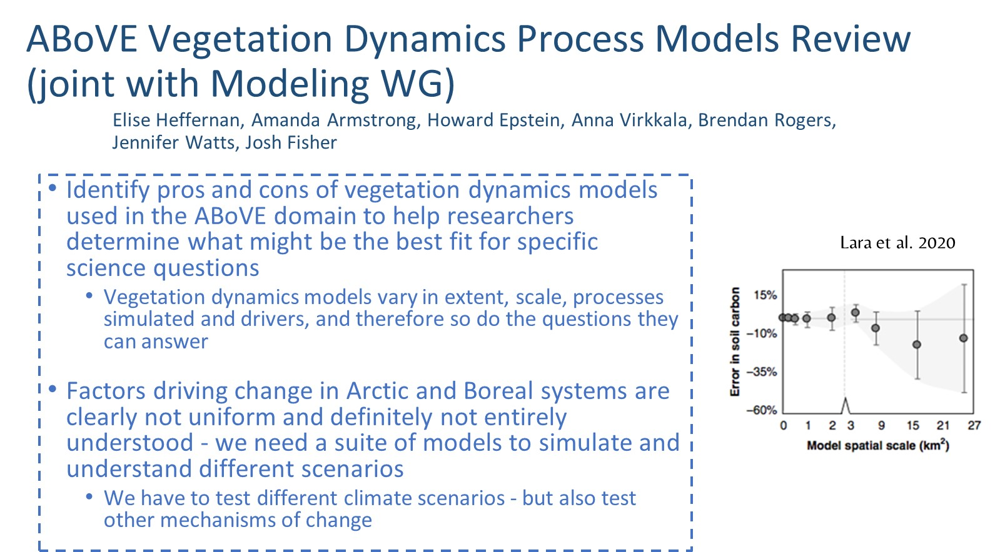 ABoVE Vegetation Dynamics Process Models Review
(joint with Modeling WG)
Elise Heffernan, Amanda Armstrong, Howard Epstein, Anna Virkkala, Brendan Rogers,
Jennifer Watts, Josh Fisher
• Identify pros and cons of vegetation dynamics models
used in the ABoVE domain to help researchers
determine what might be the best fit for specific
science questions
• Vegetation dynamics models vary in extent, scale, processes
simulated and drivers, and therefore so do the questions they
can answer
• Factors driving change in Arctic and Boreal systems are
clearly not uniform and definitely not entirely
understood - we need a suite of models to simulate and
understand different scenarios
• We have to test different climate scenarios - but also test
other mechanisms of change
Lara et al. 2020
Error in soil carbon
15%
−10%
−35%
−60%
0 1 2 3 9 15 21 27
Model spatial scale (km²)